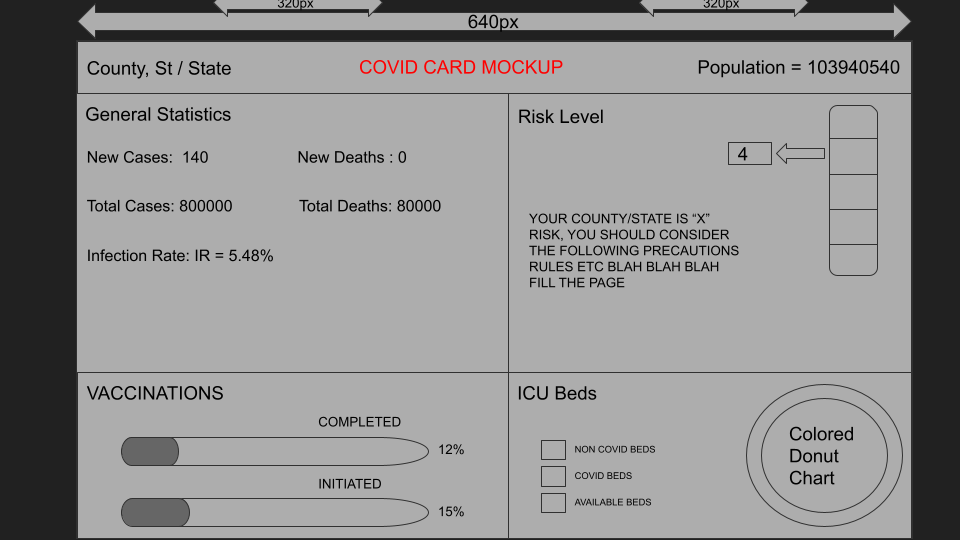 320px
320px
640px
County, St / State
COVID CARD MOCKUP
Population = 103940540
General Statistics
New Cases: 140
New Deaths : 0
Total Cases: 800000
Total Deaths: 80000
Infection Rate: IR = 5.48%
Risk Level
4
YOUR COUNTY/STATE IS “X”
RISK, YOU SHOULD CONSIDER
THE FOLLOWING PRECAUTIONS
RULES ETC BLAH BLAH BLAH
FILL THE PAGE
VACCINATIONS
COMPLETED
12%
INITIATED
15%
ICU Beds
NON COVID BEDS
COVID BEDS
AVAILABLE BEDS
Colored
Donut
Chart